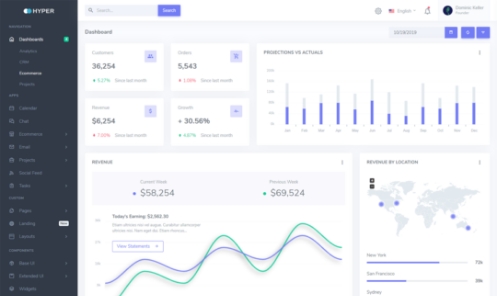 HYPER
Search...
Search
English
Dominic Keller
Founder
NAVIGATION
Dashboards
Analytics
CRM
Ecommerce
Projects
APPS
Calendar
Chat
Ecommerce
Email
Projects
Social Feed
Tasks
CUSTOM
Pages
Landing
New
Layouts
COMPONENTS
Base UI
Extended UI
Widgets
Dashboard
10/19/2019
Customers
36,254
5.27% Since last month
Orders
5,543
1.08% Since last month
Revenue
$6,254
7.00% Since last month
Growth
+ 30.56%
4.87% Since last month
PROJECTIONS VS ACTUALS
Jan Feb Mar Apr May Jun Jul Aug Sep Oct Nov Dec
REVENUE
Current Week
$58,254
Previous Week
$69,524
Today's Earning: $2,562.30
View Statements
REVENUE BY LOCATION
New York
72k
San Francisco
39k
Sydney